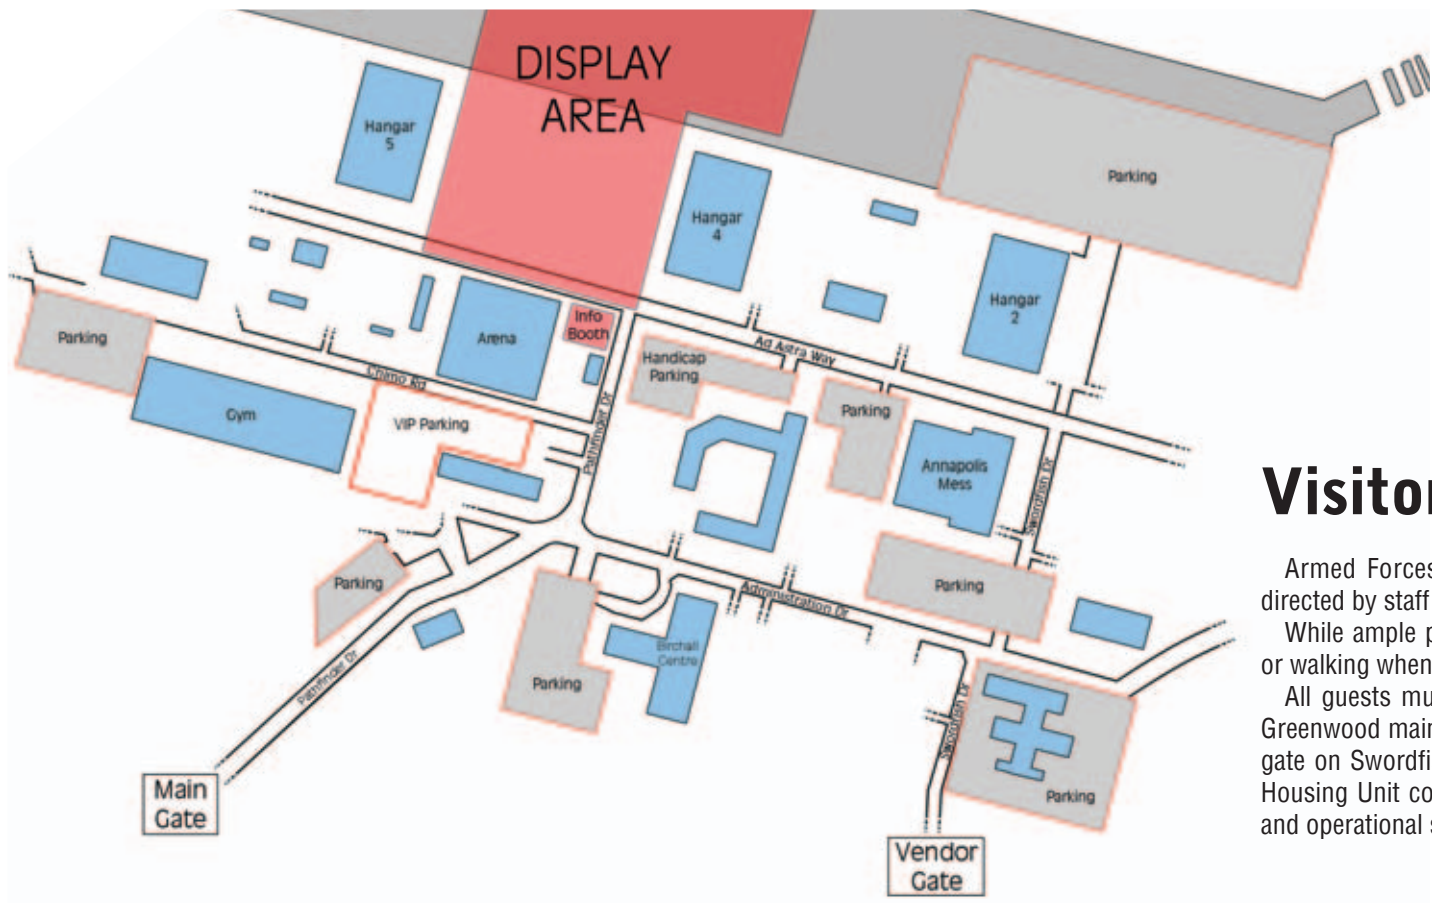 DISPLAY
AREA
Hangar
5
Parking
Hangar
4
Hangar
2
Info
Booth
Arena
Parking
Ad Astra Way
Handicap
Parking
Chimo Rd
Gym
VIP Parking
Parking
Pathfinder Dr
Annapolis
Mess
Swordfish Dr
Parking
Parking
Administration Dr
Birchall
Centre
Parking
Pathfinder Dr
Swordfish Dr
Parking
Main
Gate
Vendor
Gate
Visitor
Armed Forces
directed by staff
While ample p
or walking when
All guests mu
Greenwood main
gate on Swordfi
Housing Unit co
and operational s